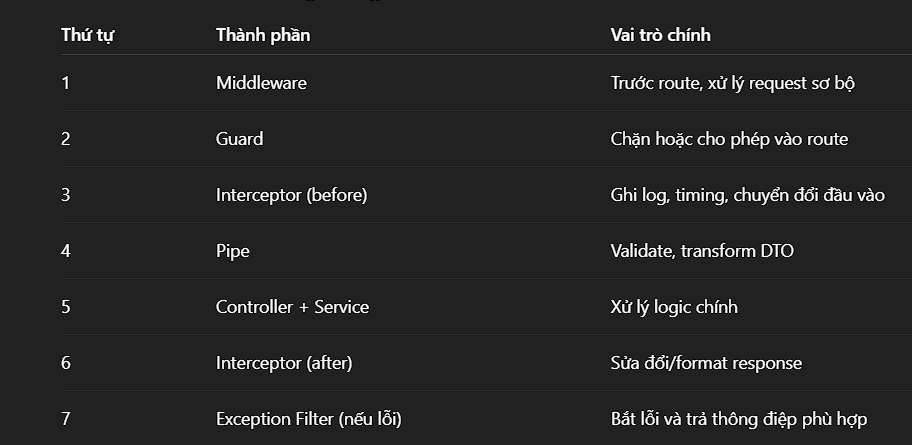 Thứ tự Thành phần Vai trò chính
1 Middleware Trước route, xử lý request sơ bộ
2 Guard Chặn hoặc cho phép vào route
3 Interceptor (before) Ghi log, timing, chuyển đổi đầu vào
4 Pipe Validate, transform DTO
5 Controller + Service Xử lý logic chính
6 Interceptor (after) Sửa đổi/format response
7 Exception Filter (nếu lỗi) Bắt lỗi và trả thông điệp phù hợp